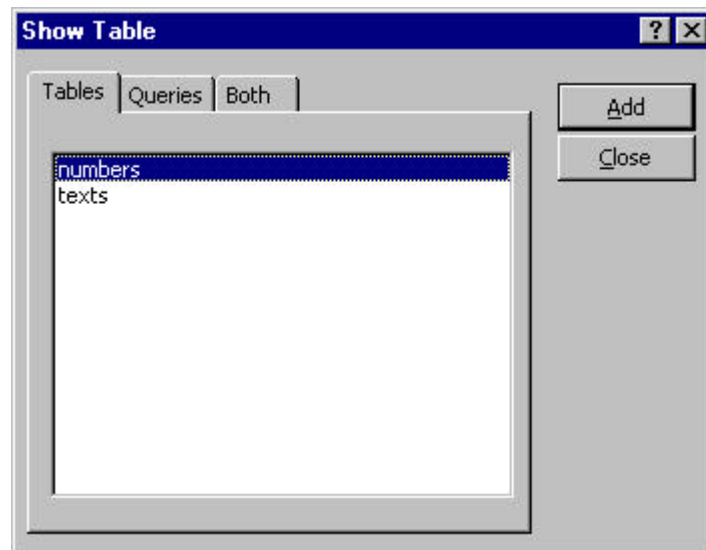 Show Table
Tables Queries Both
Add
Close
numbers
texts